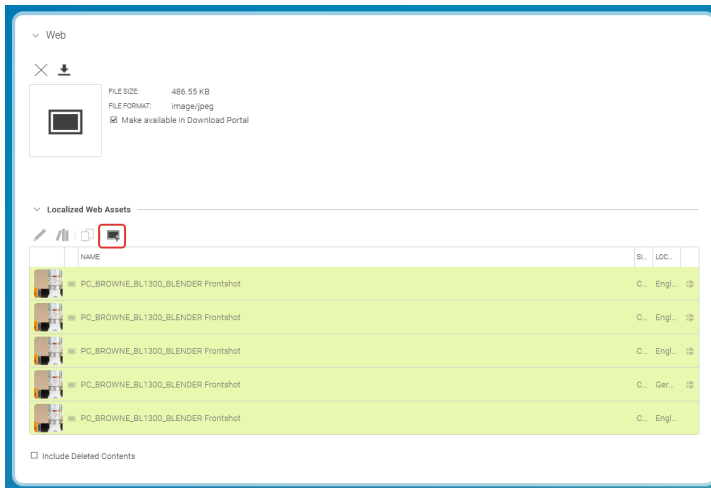 Web
FILE SIZE: 486.55 KB
FILE FORMAT: image/jpeg
Make available in Download Portal
Localized Web Assets
NAME SI... LOC...
PC_BROWNE_BL1300_BLENDER Frontshot C... Engl...
PC_BROWNE_BL1300_BLENDER Frontshot C... Engl...
PC_BROWNE_BL1300_BLENDER Frontshot C... Engl...
PC_BROWNE_BL1300_BLENDER Frontshot C... Ger...
PC_BROWNE_BL1300_BLENDER Frontshot C... Engl...
Include Deleted Contents